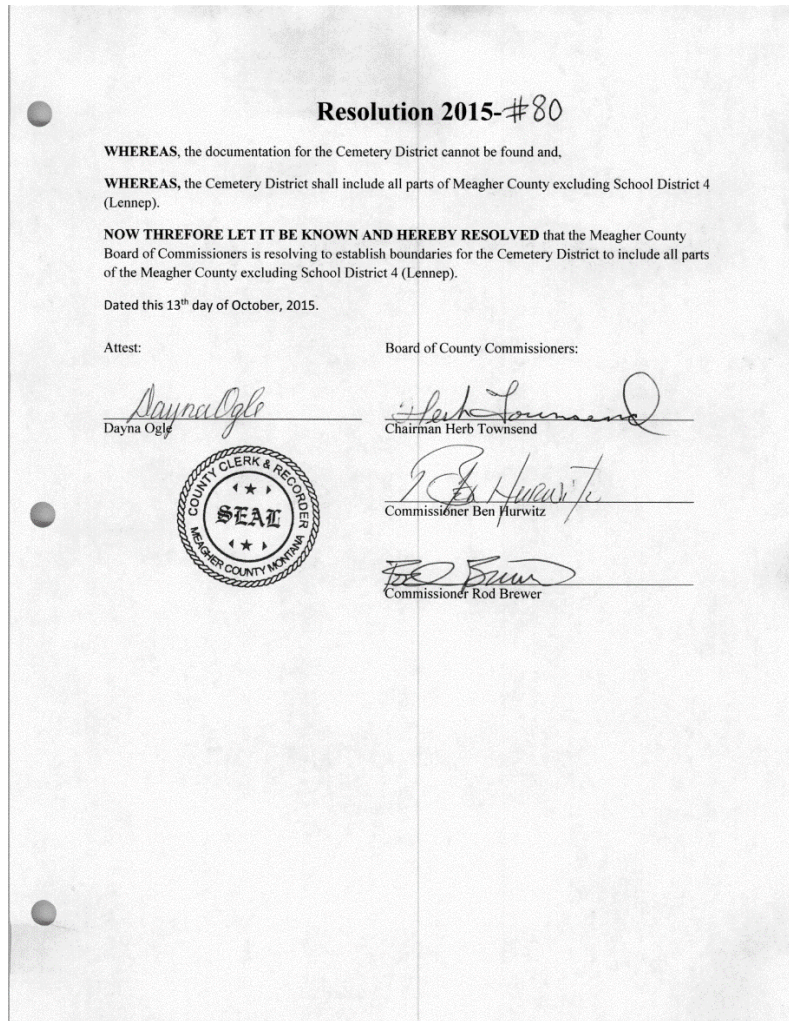 Resolution 2015-#80
WHEREAS, the documentation for the Cemetery District cannot be found and,
WHEREAS, the Cemetery District shall include all parts of Meagher County excluding School District 4
(Lennep).
NOW THREFORE LET IT BE KNOWN AND HEREBY RESOLVED that the Meagher County
Board of Commissioners is resolving to establish boundaries for the Cemetery District to include all parts
of the Meagher County excluding School District 4 (Lennep).
Dated this 13th day of October, 2015.
Attest:
Board of County Commissioners:
Dayna Ogle
Dayna Ogle
Herb Townsend
Chairman Herb Townsend
COUNTY CLERK & RECORDER
SEAL
MEAGHER COUNTY MONTANA
Ben Hurwitz
Commissioner Ben Hurwitz
Rod Brewer
Commissioner Rod Brewer